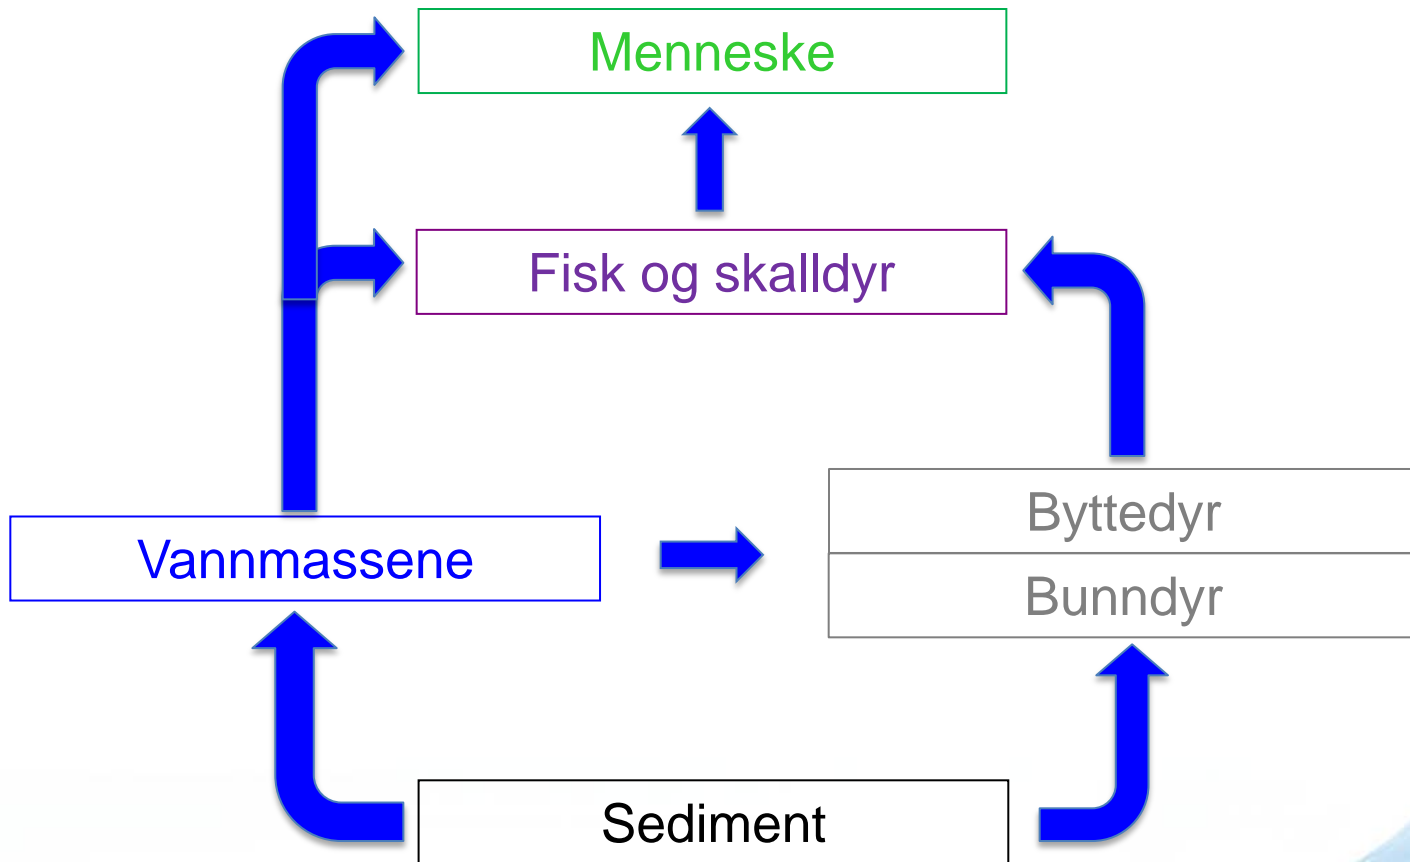 Menneske
Fisk og skalldyr
Byttedyr
Vannmassene
Bunndyr
Sediment